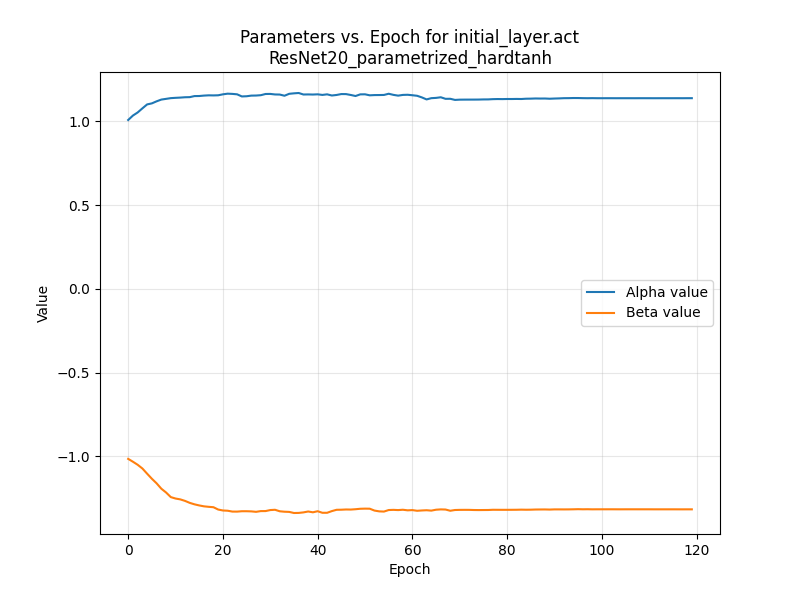 Parameters vs. Epoch for initial_layer.act
ResNet20_parametrized_hardtanh
1.0
0.5
0.0
−0.5
−1.0
Value
Alpha value
Beta value
0 20 40 60 80 100 120
Epoch